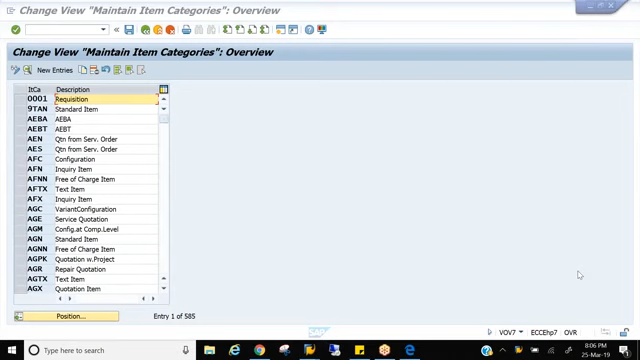 Change View "Maintain Item Categories": Overview
Change View "Maintain Item Categories": Overview
New Entries
ItCa Description
0001 Requisition
9TAN Standard Item
AEBA AEBA
AEBT AEBT
AEN Qtn from Serv. Order
AES Qtn from Serv. Order
AFC Configuration
AFN Inquiry Item
AFNN Free of Charge Item
AFTX Text Item
AFX Inquiry Item
AGC VariantConfiguration
AGE Service Quotation
AGM Config.at Comp.Level
AGN Standard Item
AGNN Free of Charge Item
AGPK Quotation w.Project
AGR Repair Quotation
AGTX Text Item
AGX Quotation Item
Position... Entry 1 of 585
SAP
VOV7 ECCEhp7 OVR
Type here to search
8:06 PM
25-Mar-19